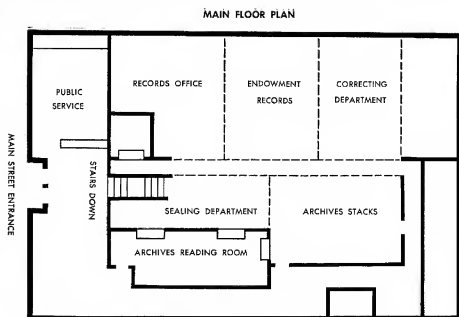 MAIN FLOOR PLAN
PUBLIC
SERVICE
RECORDS OFFICE
ENDOWMENT
RECORDS
CORRECTING
DEPARTMENT
MAIN STREET ENTRANCE
STAIRS DOWN
SEALING DEPARTMENT
ARCHIVES STACKS
ARCHIVES READING ROOM